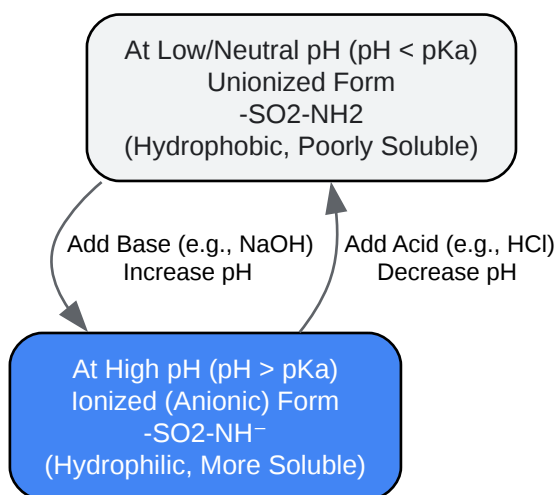 At Low/Neutral pH (pH < pKa)
Unionized Form
-SO2-NH2
(Hydrophobic, Poorly Soluble)
Add Base (e.g., NaOH)
Increase pH
Add Acid (e.g., HCl)
Decrease pH
At High pH (pH > pKa)
Ionized (Anionic) Form
-SO2-NH⁻
(Hydrophilic, More Soluble)